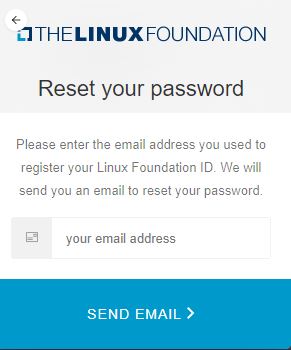 THE LINUX FOUNDATION
Reset your password
Please enter the email address you used to
register your Linux Foundation ID. We will
send you an email to reset your password.
your email address
SEND EMAIL